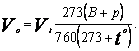 V₀ = Vₜ 273(B + p) / 760(273 + t°)